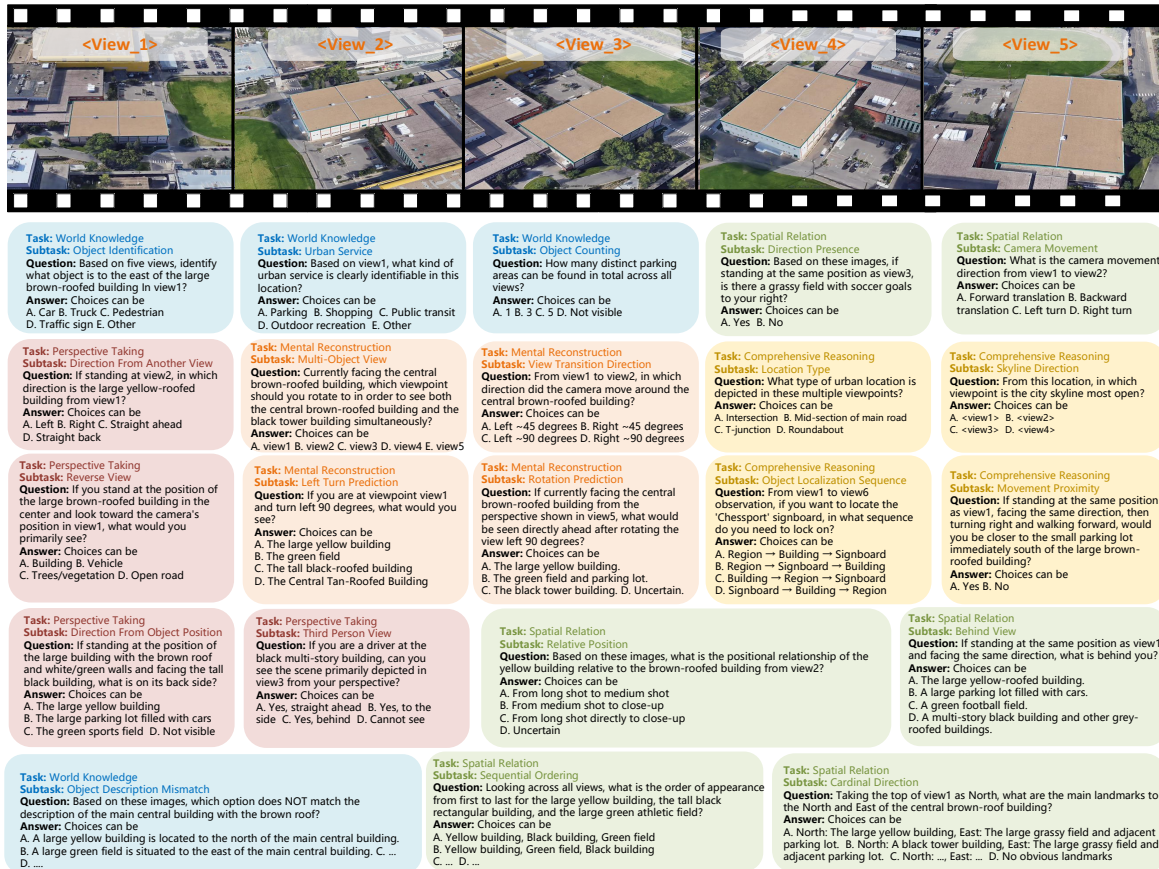 <View_1>
<View_2>
<View_3>
<View_4>
<View_5>
Task: World Knowledge
Subtask: Object Identification
Question: Based on five views, identify
what object is to the east of the large
brown-roofed building In view1?
Answer: Choices can be
A. Car B. Truck C. Pedestrian
D. Traffic sign E. Other
Task: World Knowledge
Subtask: Urban Service
Question: Based on view1, what kind of
urban service is clearly identifiable in this
location?
Answer: Choices can be
A. Parking B. Shopping C. Public transit
D. Outdoor recreation E. Other
Task: World Knowledge
Subtask: Object Counting
Question: How many distinct parking
areas can be found in total across all
views?
Answer: Choices can be
A. 1 B. 3 C. 5 D. Not visible
Task: Spatial Relation
Subtask: Direction Presence
Question: Based on these images, if
standing at the same position as view3,
is there a grassy field with soccer goals
to your right?
Answer: Choices can be
A. Yes B. No
Task: Spatial Relation
Subtask: Camera Movement
Question: What is the camera movement
direction from view1 to view2?
Answer: Choices can be
A. Forward translation B. Backward
translation C. Left turn D. Right turn
Task: Perspective Taking
Subtask: Direction From Another View
Question: If standing at view2, in which
direction is the large yellow-roofed
building from view1?
Answer: Choices can be
A. Left B. Right C. Straight ahead
D. Straight back
Task: Mental Reconstruction
Subtask: Multi-Object View
Question: Currently facing the central
brown-roofed building, which viewpoint
should you rotate to in order to see both
the central brown-roofed building and the
black tower building simultaneously?
Answer: Choices can be
A. view1 B. view2 C. view3 D. view4 E. view5
Task: Mental Reconstruction
Subtask: View Transition Direction
Question: From view1 to view2, in which
direction did the camera move around the
central brown-roofed building?
Answer: Choices can be
A. Left ~45 degrees B. Right ~45 degrees
C. Left ~90 degrees D. Right ~90 degrees
Task: Comprehensive Reasoning
Subtask: Location Type
Question: What type of urban location is
depicted in these multiple viewpoints?
Answer: Choices can be
A. Intersection B. Mid-section of main road
C. T-junction D. Roundabout
Task: Comprehensive Reasoning
Subtask: Skyline Direction
Question: From this location, in which
viewpoint is the city skyline most open?
Answer: Choices can be
A. <view1> B. <view2>
C. <view3> D. <view4>
Task: Perspective Taking
Subtask: Reverse View
Question: If you stand at the position of
the large brown-roofed building in the
center and look toward the camera's
position in view1, what would you
primarily see?
Answer: Choices can be
A. Building B. Vehicle
C. Trees/vegetation D. Open road
Task: Mental Reconstruction
Subtask: Left Turn Prediction
Question: If you are at viewpoint view1
and turn left 90 degrees, what would you
see?
Answer: Choices can be
A. The large yellow building
B. The green field
C. The tall black-roofed building
D. The Central Tan-Roofed Building
Task: Mental Reconstruction
Subtask: Rotation Prediction
Question: If currently facing the central
brown-roofed building from the
perspective shown in view5, what would
be seen directly ahead after rotating the
view left 90 degrees?
Answer: Choices can be
A. The large yellow building.
B. The green field and parking lot.
C. The black tower building. D. Uncertain.
Task: Comprehensive Reasoning
Subtask: Object Localization Sequence
Question: From view1 to view6
observation, if you want to locate the
'Chessport' signboard, in what sequence
do you need to lock on?
Answer: Choices can be
A. Region → Building → Signboard
B. Region → Signboard → Building
C. Building → Region → Signboard
D. Signboard → Building → Region
Task: Comprehensive Reasoning
Subtask: Movement Proximity
Question: If standing at the same position
as view1, facing the same direction, then
turning right and walking forward, would
you be closer to the small parking lot
immediately south of the large brown-
roofed building?
Answer: Choices can be
A. Yes B. No
Task: Perspective Taking
Subtask: Direction From Object Position
Question: If standing at the position of
the large building with the brown roof
and white/green walls and facing the tall
black building, what is on its back side?
Answer: Choices can be
A. The large yellow building
B. The large parking lot filled with cars
C. The green sports field D. Not visible
Task: Perspective Taking
Subtask: Third Person View
Question: If you are a driver at the
black multi-story building, can you
see the scene primarily depicted in
view3 from your perspective?
Answer: Choices can be
A. Yes, straight ahead B. Yes, to the
side C. Yes, behind D. Cannot see
Task: Spatial Relation
Subtask: Relative Position
Question: Based on these images, what is the positional relationship of the
yellow building relative to the brown-roofed building from view2?
Answer: Choices can be
A. From long shot to medium shot
B. From medium shot to close-up
C. From long shot directly to close-up
D. Uncertain
Task: Spatial Relation
Subtask: Behind View
Question: If standing at the same position as view1
and facing the same direction, what is behind you?
Answer: Choices can be
A. The large yellow-roofed building.
B. A large parking lot filled with cars.
C. A green football field.
D. A multi-story black building and other grey-
roofed buildings.
Task: World Knowledge
Subtask: Object Description Mismatch
Question: Based on these images, which option does NOT match the
description of the main central building with the brown roof?
Answer: Choices can be
A. A large yellow building is located to the north of the main central building.
B. A large green field is situated to the east of the main central building. C. ...
D. ....
Task: Spatial Relation
Subtask: Sequential Ordering
Question: Looking across all views, what is the order of appearance
from first to last for the large yellow building, the tall black
rectangular building, and the large green athletic field?
Answer: Choices can be
A. Yellow building, Black building, Green field
B. Yellow building, Green field, Black building
C. ... D. ...
Task: Spatial Relation
Subtask: Cardinal Direction
Question: Taking the top of view1 as North, what are the main landmarks to
the North and East of the central brown-roof building?
Answer: Choices can be
A. North: The large yellow building, East: The large grassy field and adjacent
parking lot. B. North: A black tower building, East: The large grassy field and
adjacent parking lot. C. North: ..., East: ... D. No obvious landmarks